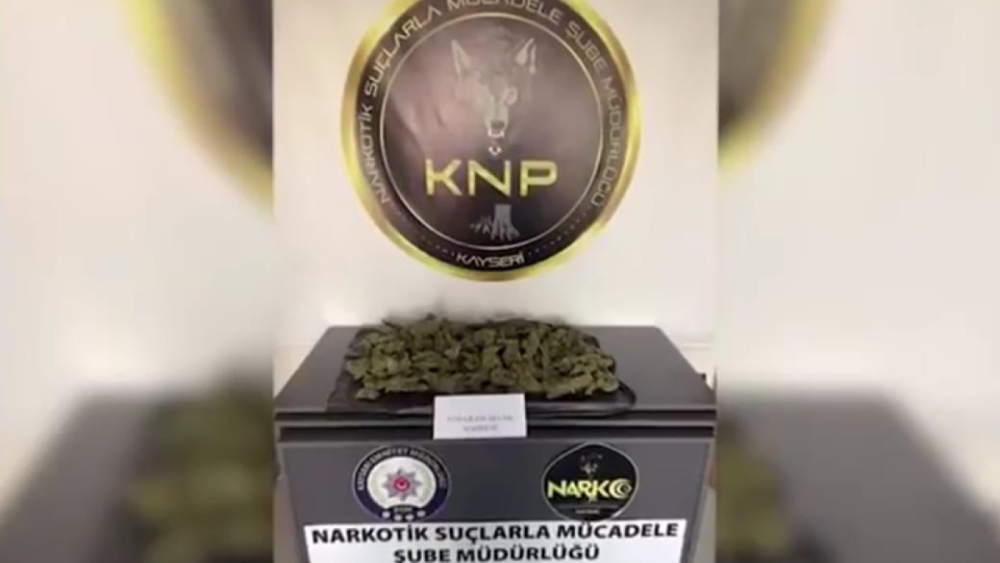 NARKOTİK SUÇLARLA MÜCADELE ŞUBE MÜDÜRLÜĞÜ
KNP
KAYSERİ
NARKO
NARKOTİK SUÇLARLA MÜCADELE
ŞUBE MÜDÜRLÜĞÜ